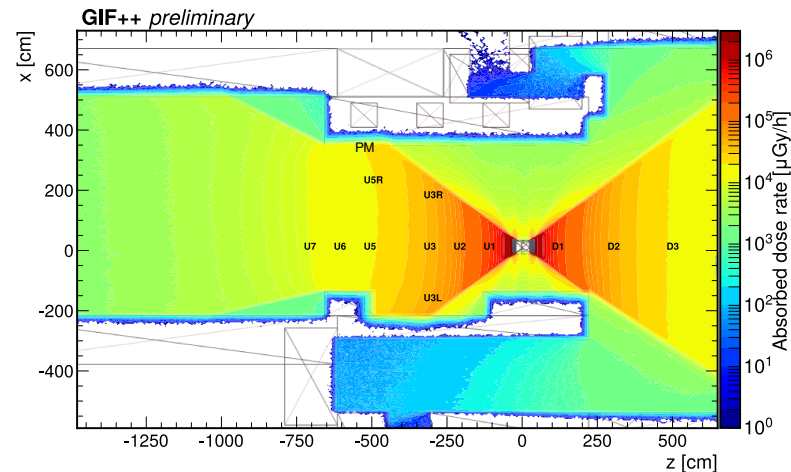 GIF++ preliminary
x [cm]
600
400
200
0
-200
-400
PM
U5R
U3R
U7 U6 U5 U3 U2 U1 D1 D2 D3
U3L
-1250 -1000 -750 -500 -250 0 250 500
z [cm]
10⁶
10⁵
10⁴
10³
10²
10¹
10⁰
Absorbed dose rate [μGy/h]